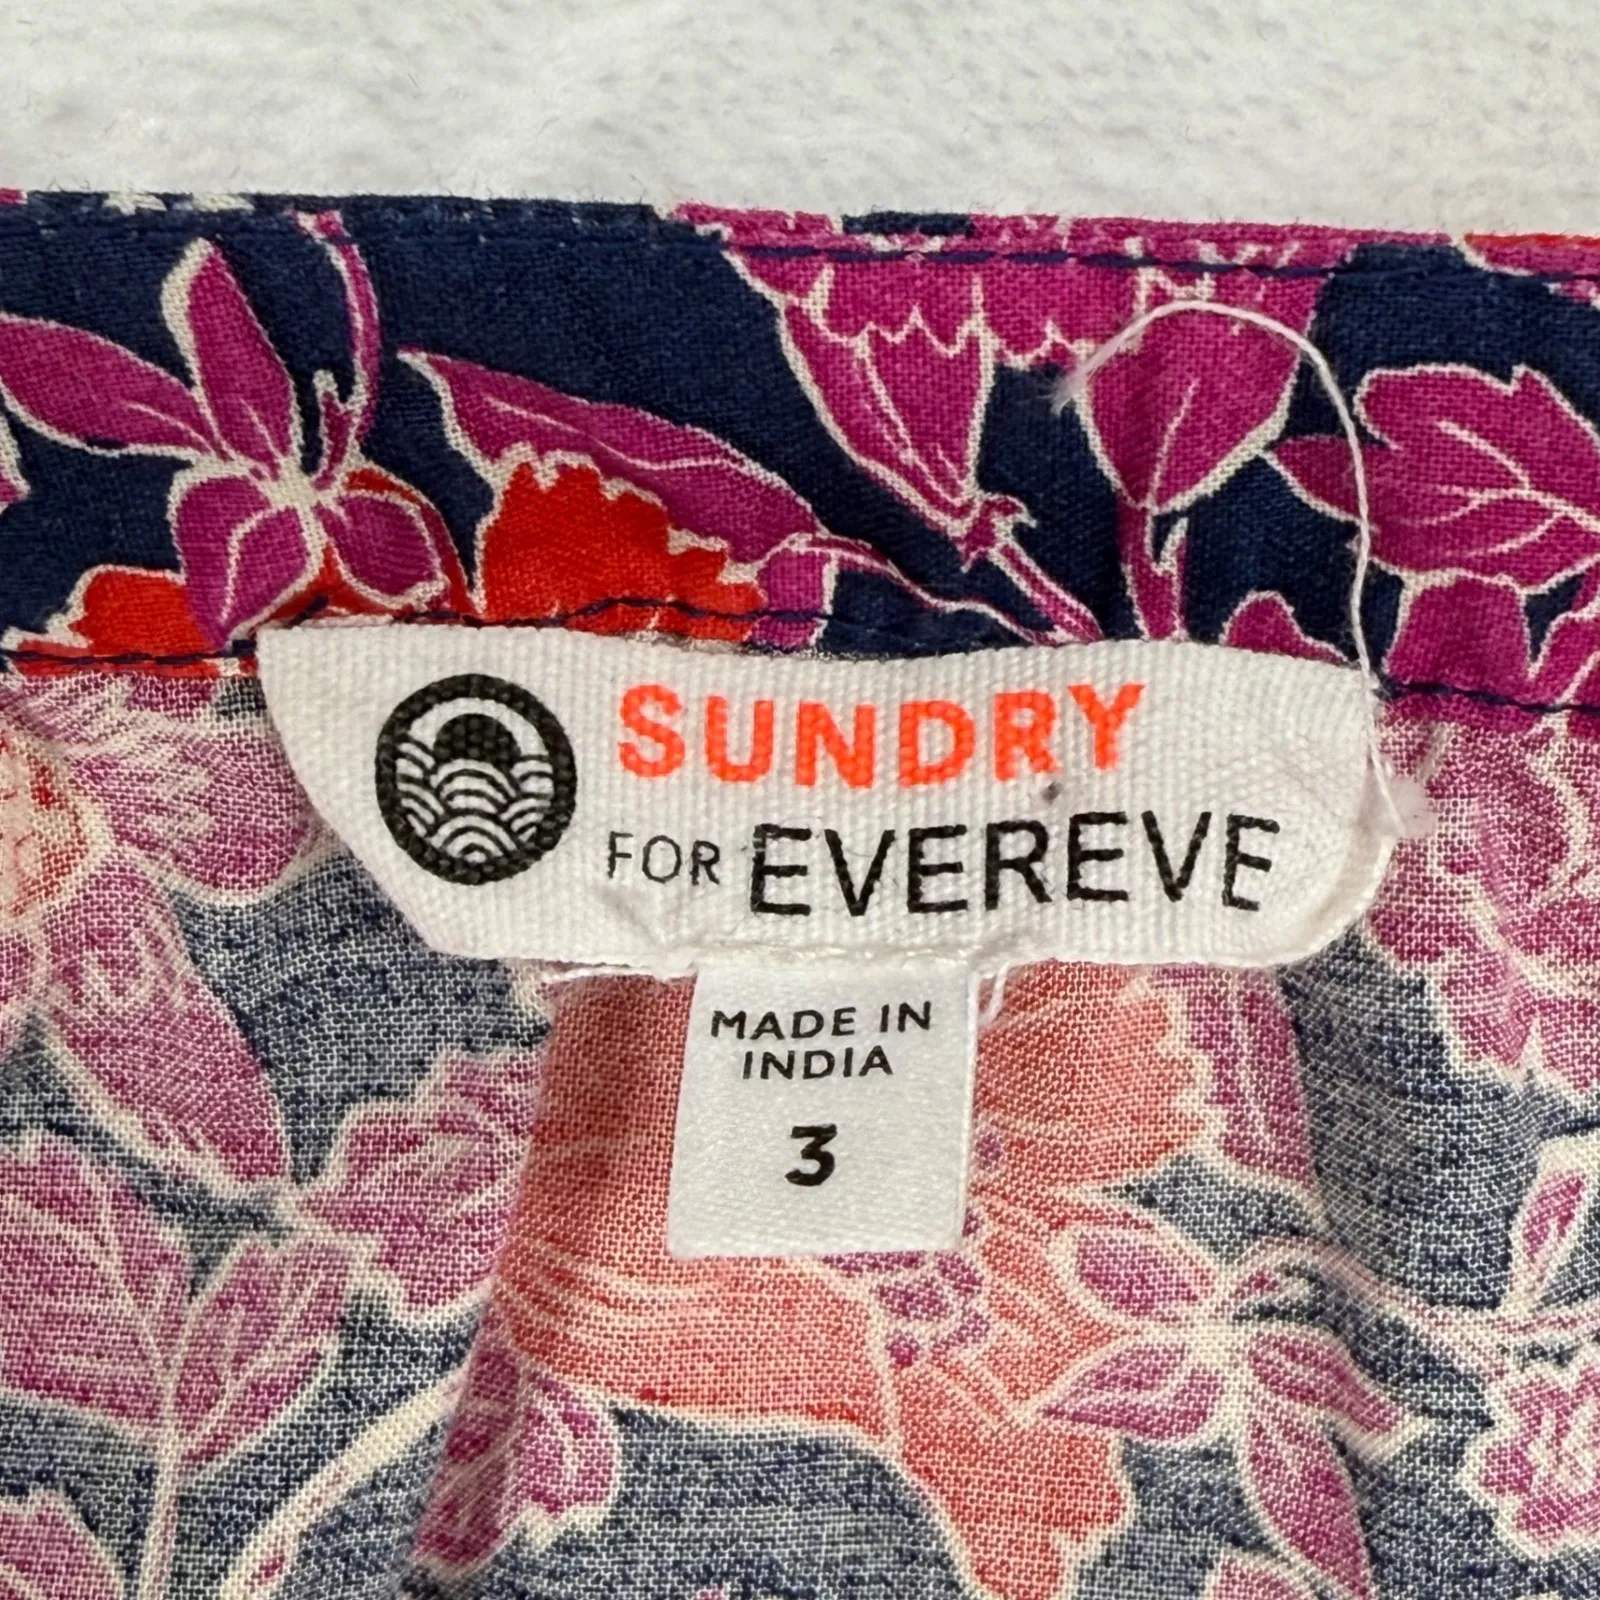 SUNDRY
FOR EVEREVE
MADE IN
INDIA
3